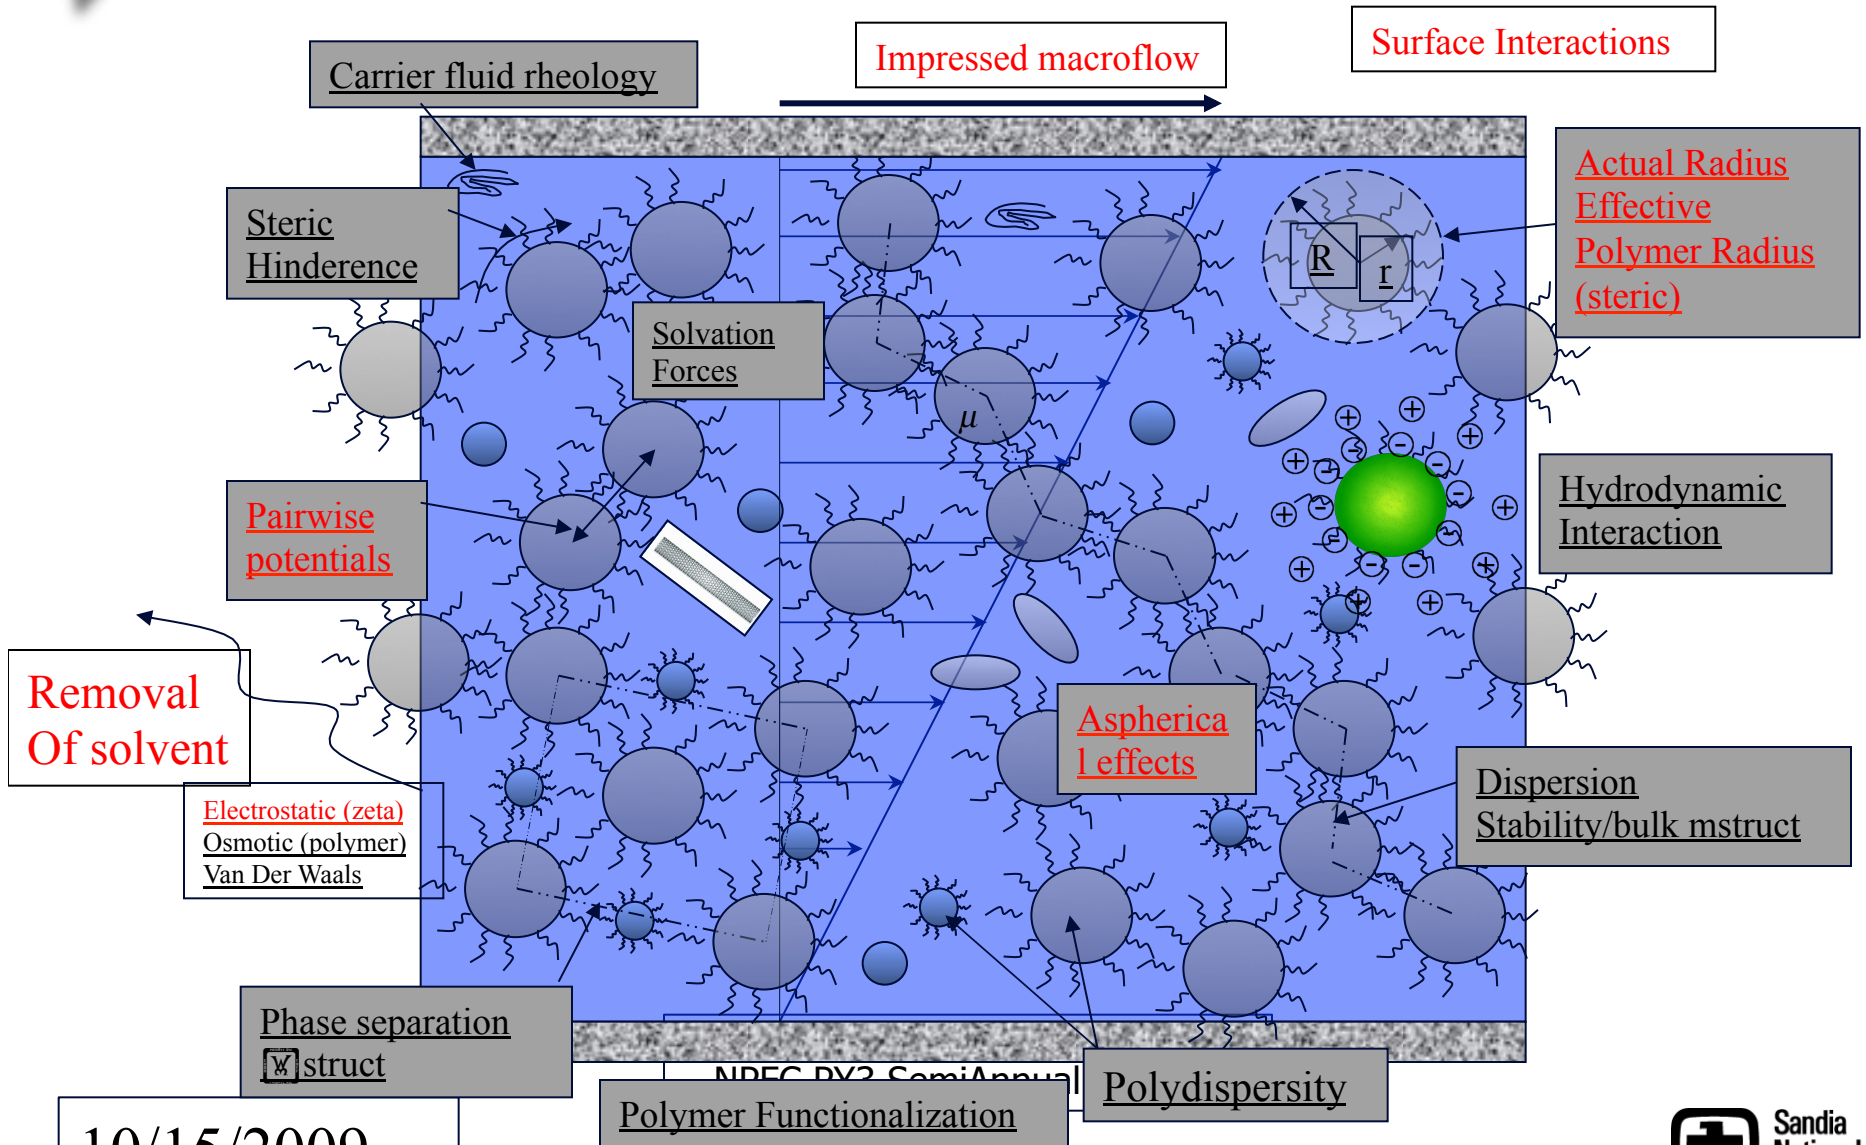 Impressed macroflow
Surface Interactions
Carrier fluid rheology
Actual Radius
Effective
Polymer Radius
(steric)
Steric
Hinderence
R
r
Solvation
Forces
μ
Pairwise
potentials
Hydrodynamic
Interaction
Removal
Of solvent
Aspherica
l effects
Electrostatic (zeta)
Osmotic (polymer)
Van Der Waals
Dispersion
Stability/bulk mstruct
Phase separation
struct
Polydispersity
Polymer Functionalization
10/15/2009
Sandia